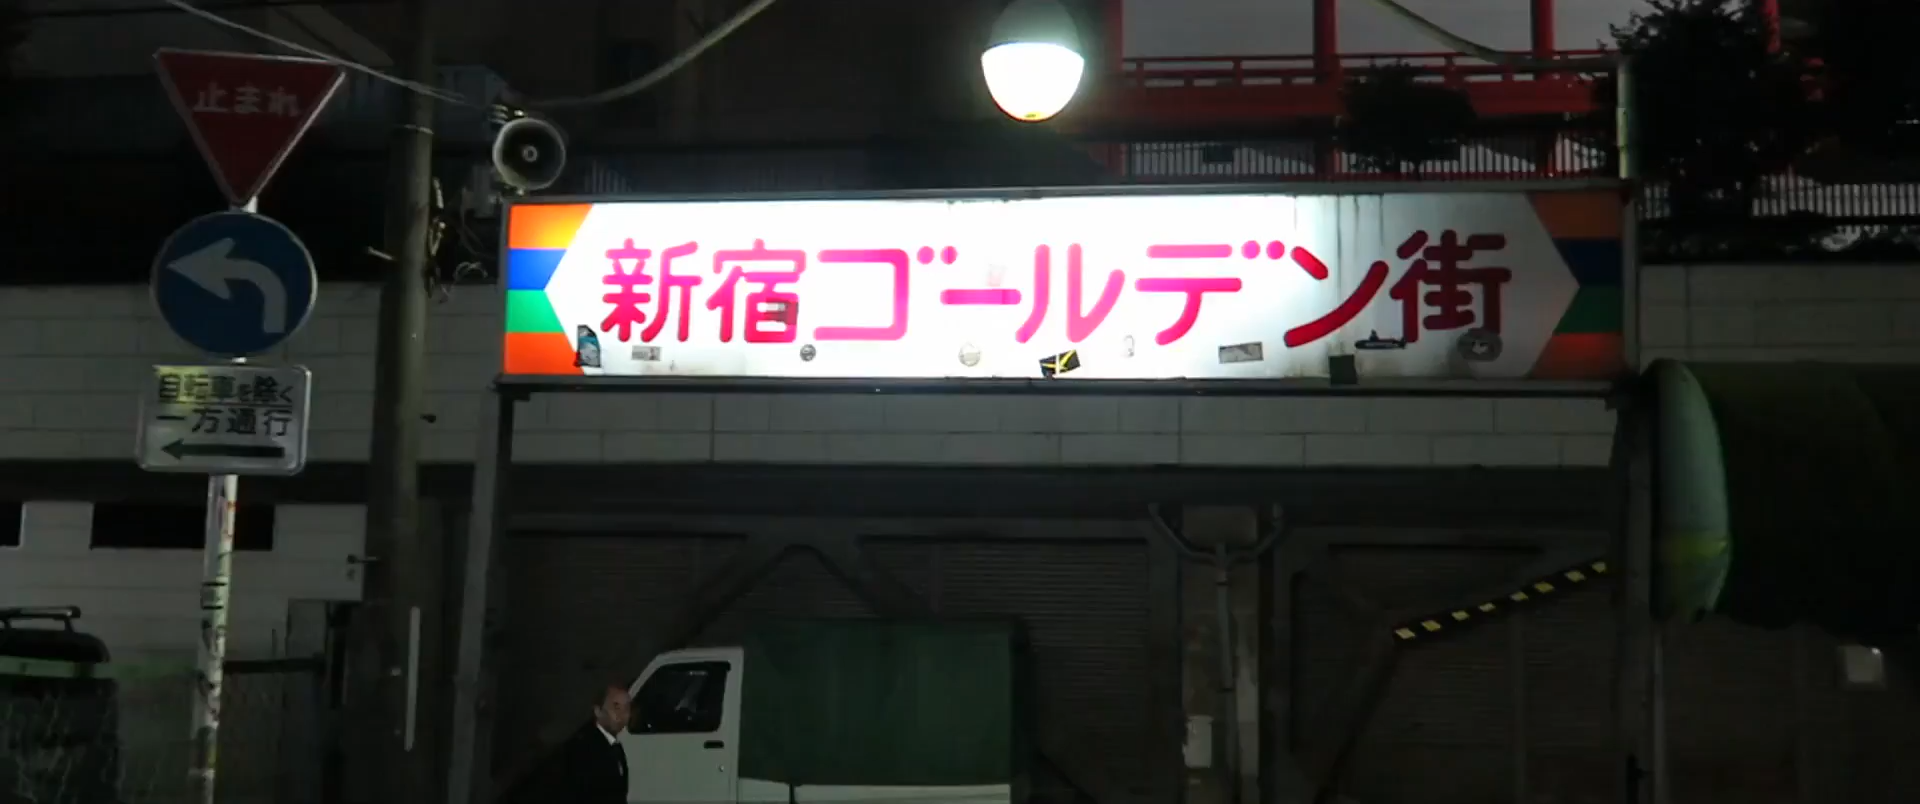 止まれ
自転車を除く
一方通行
新宿ゴールデン街